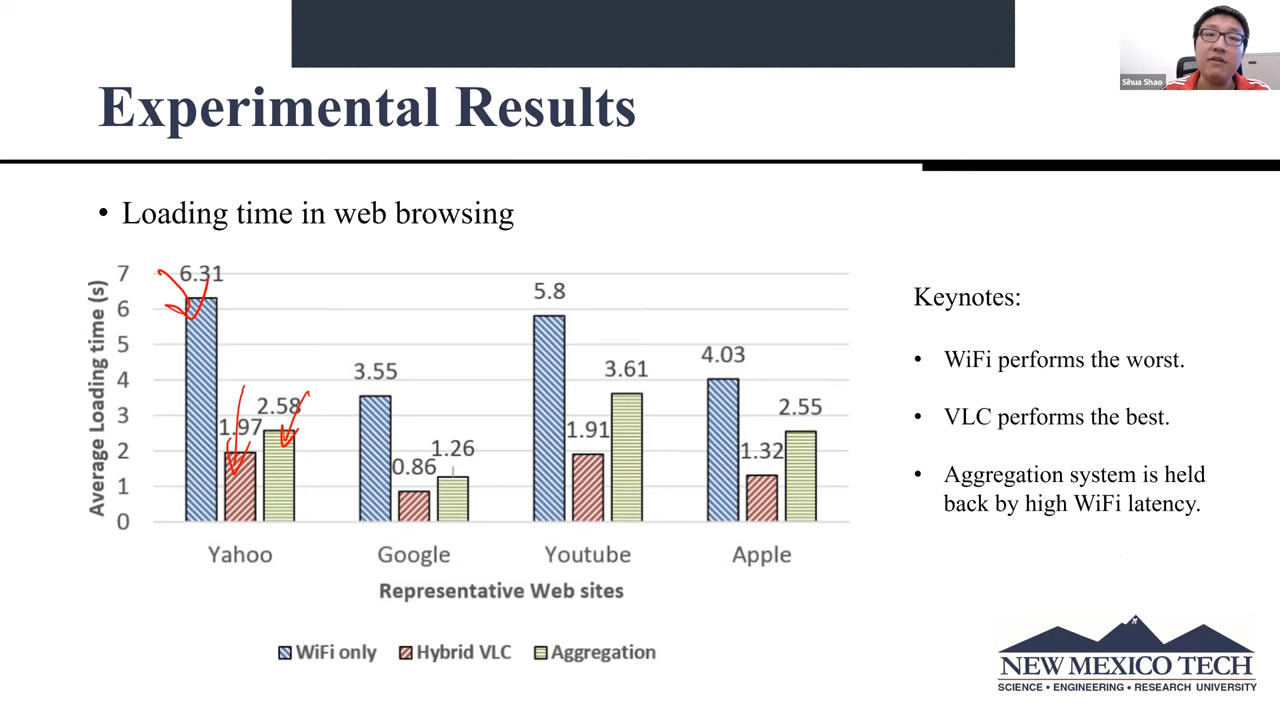 Sihua Shao
Experimental Results
• Loading time in web browsing
Average Loading time (s)
7
6
5
4
3
2
1
0
6.31
1.97
2.58
3.55
0.86
1.26
5.8
1.91
3.61
4.03
1.32
2.55
Yahoo
Google
Youtube
Apple
Representative Web sites
WiFi only
Hybrid VLC
Aggregation
Keynotes:
• WiFi performs the worst.
• VLC performs the best.
• Aggregation system is held
back by high WiFi latency.
NEW MEXICO TECH
SCIENCE • ENGINEERING • RESEARCH UNIVERSITY